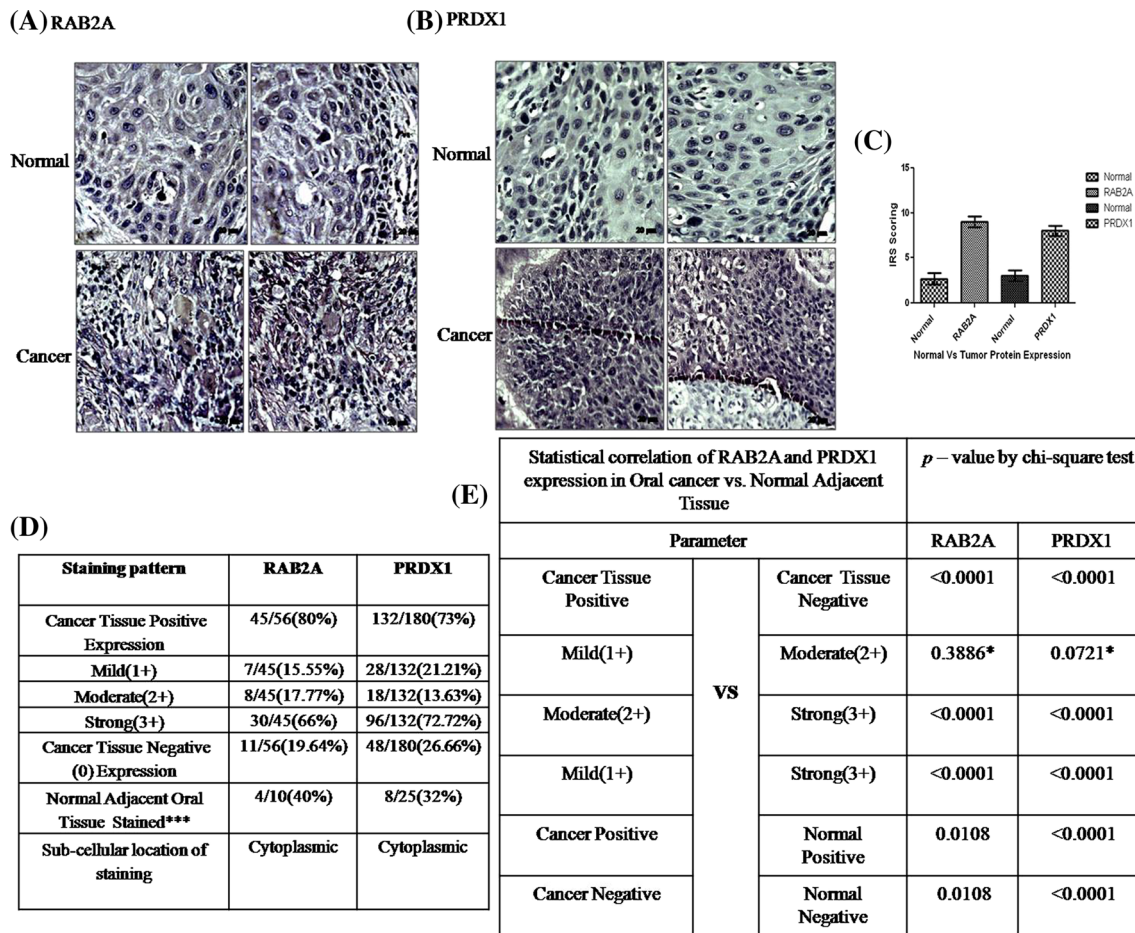 (A) RAB2A
(B) PRDX1
Normal
Cancer
Normal
20 µm
Cancer
(C)
IRS Scoring
15
10
5
0
Normal
RAB2A
Normal
PRDX1
Normal Vs Tumor Protein Expression
Normal
RAB2A
Normal
PRDX1
(D)
Staining pattern RAB2A PRDX1
Cancer Tissue Positive
Expression
45/56(80%) 132/180(73%)
Mild(1+) 7/45(15.55%) 28/132(21.21%)
Moderate(2+) 8/45(17.77%) 18/132(13.63%)
Strong(3+) 30/45(66%) 96/132(72.72%)
Cancer Tissue Negative
(0) Expression
11/56(19.64%) 48/180(26.66%)
Normal Adjacent Oral
Tissue Stained***
4/10(40%) 8/25(32%)
Sub-cellular location of
staining
Cytoplasmic Cytoplasmic
(E)
Statistical correlation of RAB2A and PRDX1
expression in Oral cancer vs. Normal Adjacent
Tissue
p – value by chi-square test
Parameter RAB2A PRDX1
Cancer Tissue
Positive
VS
Cancer Tissue
Negative
<0.0001 <0.0001
Mild(1+) Moderate(2+) 0.3886* 0.0721*
Moderate(2+) Strong(3+) <0.0001 <0.0001
Mild(1+) Strong(3+) <0.0001 <0.0001
Cancer Positive Normal
Positive
0.0108 <0.0001
Cancer Negative Normal
Negative
0.0108 <0.0001